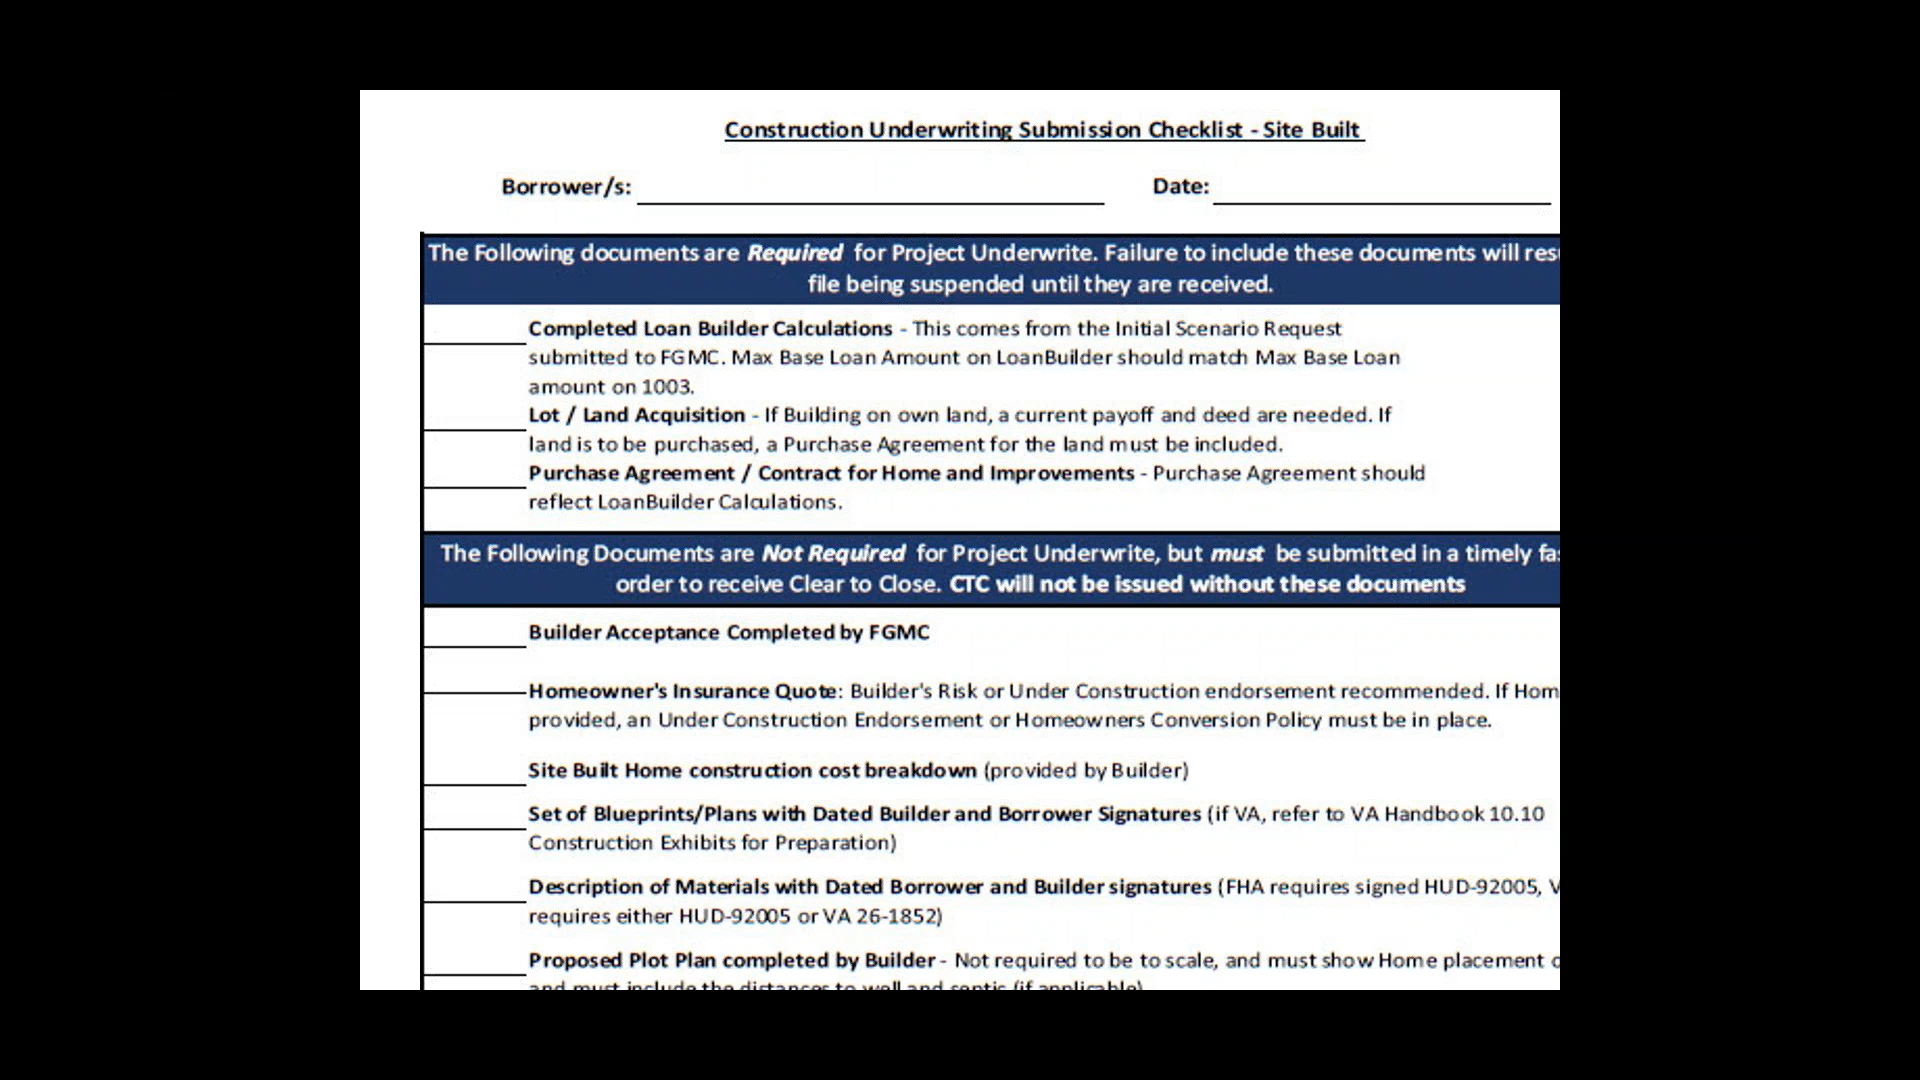 Construction Underwriting Submission Checklist - Site Built
Borrower/s: Date:
The Following documents are Required for Project Underwrite. Failure to include these documents will
file being suspended until they are received.
Completed Loan Builder Calculations - This comes from the Initial Scenario Request
submitted to FGMC. Max Base Loan Amount on LoanBuilder should match Max Base Loan
amount on 1003.
Lot / Land Acquisition - If Building on own land, a current payoff and deed are needed. If
land is to be purchased, a Purchase Agreement for the land must be included.
Purchase Agreement / Contract for Home and Improvements - Purchase Agreement should
reflect LoanBuilder Calculations.
The Following Documents are Not Required for Project Underwrite, but must be submitted in a timely
order to receive Clear to Close. CTC will not be issued without these documents
Builder Acceptance Completed by FGMC
Homeowner's Insurance Quote: Builder's Risk or Under Construction endorsement recommended. If
provided, an Under Construction Endorsement or Homeowners Conversion Policy must be in place.
Site Built Home construction cost breakdown (provided by Builder)
Set of Blueprints/Plans with Dated Builder and Borrower Signatures (if VA, refer to VA Handbook 10.10
Construction Exhibits for Preparation)
Description of Materials with Dated Borrower and Builder signatures (FHA requires signed HUD-92005,
requires either HUD-92005 or VA 26-1852)
Proposed Plot Plan completed by Builder - Not required to be to scale, and must show Home placement
and must include the distances to well and septic (if applicable)